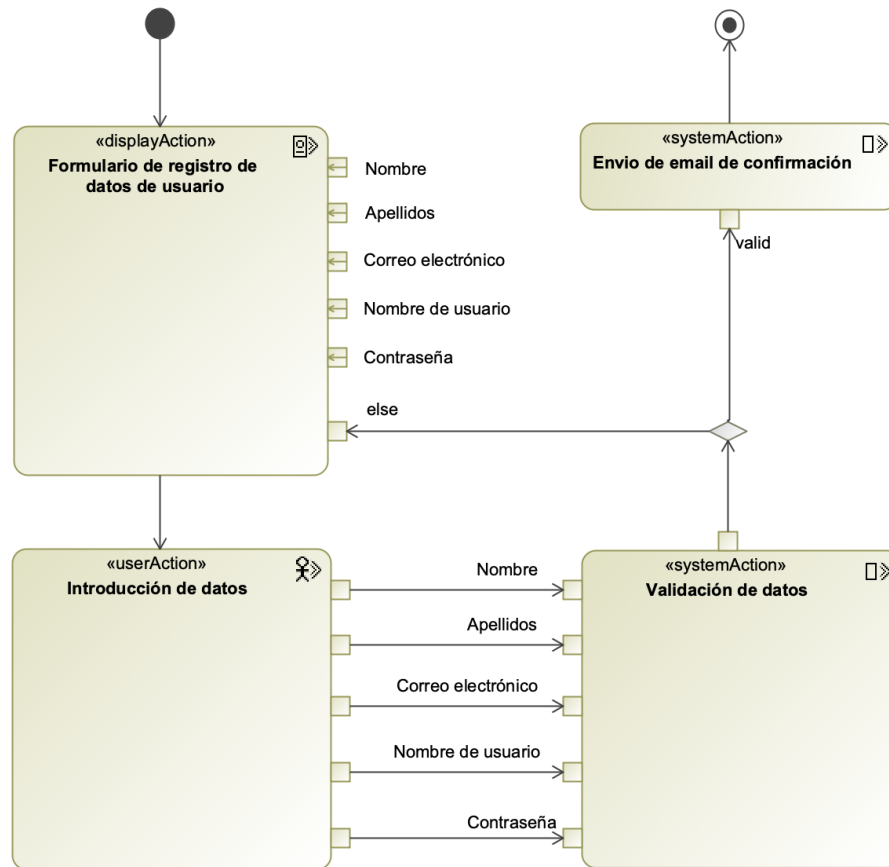 «displayAction»
Formulario de registro de
datos de usuario
Nombre
Apellidos
Correo electrónico
Nombre de usuario
Contraseña
else
«systemAction»
Envio de email de confirmación
valid
«userAction»
Introducción de datos
Nombre
Apellidos
Correo electrónico
Nombre de usuario
Contraseña
«systemAction»
Validación de datos